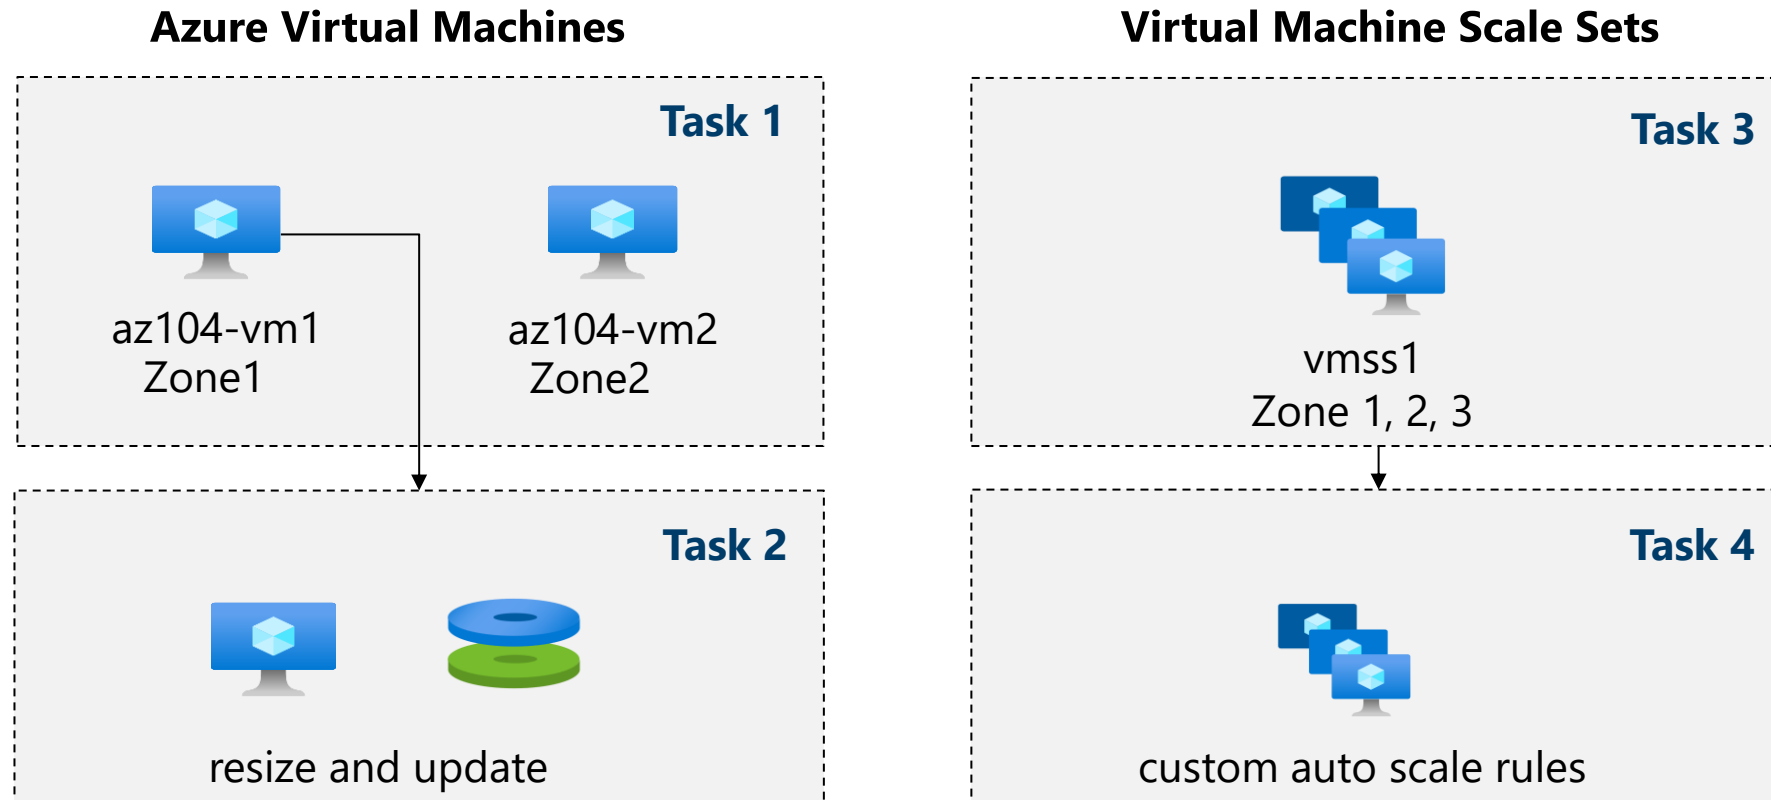 Azure Virtual Machines
Task 1
az104-vm1
Zone1
az104-vm2
Zone2
Task 2
resize and update
Virtual Machine Scale Sets
Task 3
vmss1
Zone 1, 2, 3
Task 4
custom auto scale rules